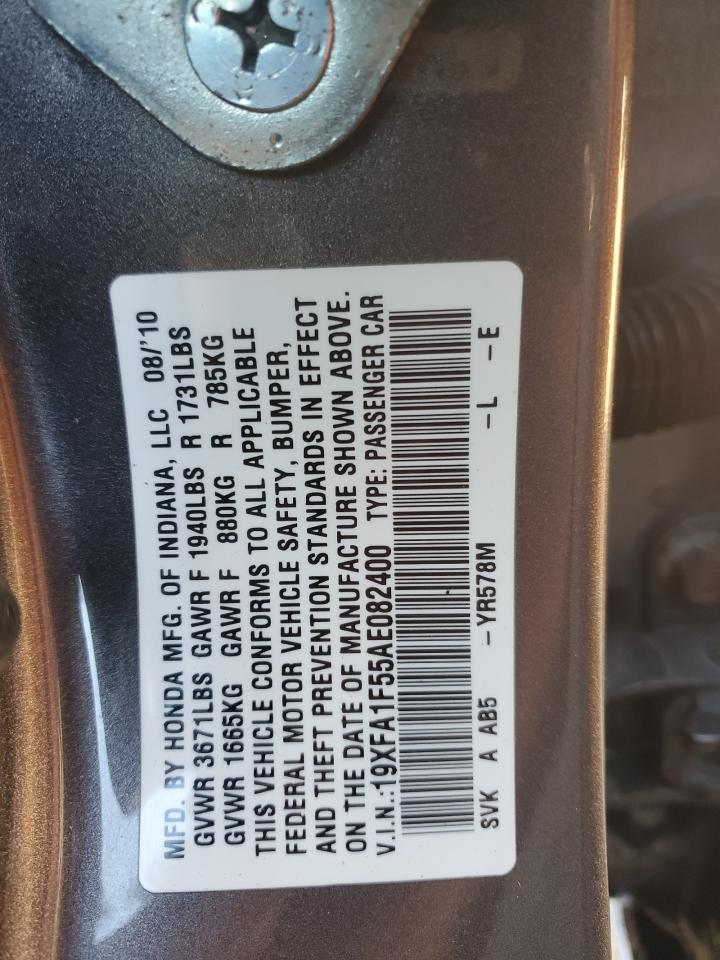 MFD. BY HONDA MFG. OF INDIANA, LLC 08/'10
GVWR 3671LBS GAWR F 1940LBS R 1731LBS
GVWR 1665KG GAWR F 880KG R 785KG
THIS VEHICLE CONFORMS TO ALL APPLICABLE
FEDERAL MOTOR VEHICLE SAFETY, BUMPER,
AND THEFT PREVENTION STANDARDS IN EFFECT
ON THE DATE OF MANUFACTURE SHOWN ABOVE.
V.I.N.:19XFA1F55AE082400 TYPE: PASSENGER CAR
SVK A AB5 -YR578M -L -E